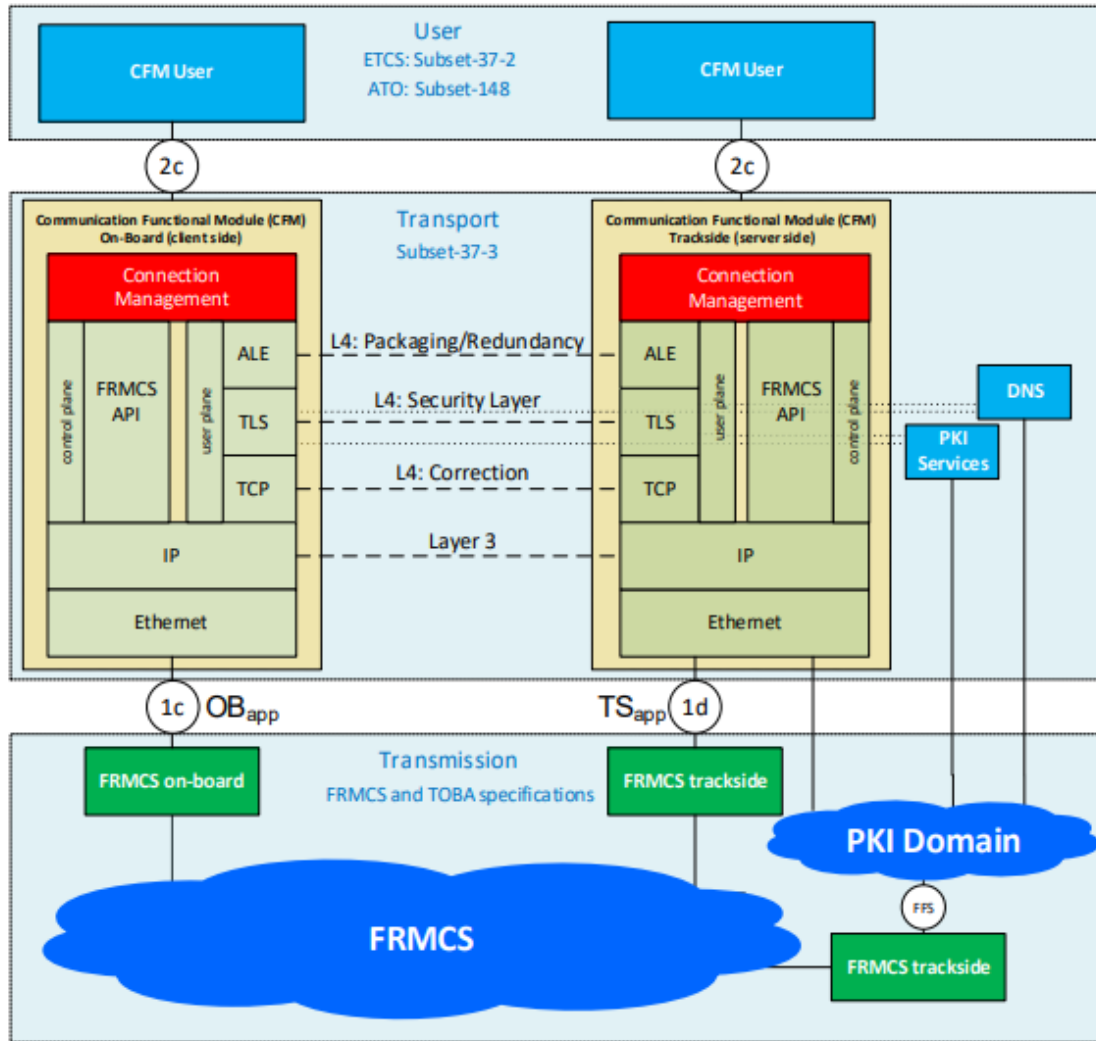 User
ETCS: Subset-37-2
ATO: Subset-148
CFM User
CFM User
2c
2c
Communication Functional Module (CFM)
On-Board (client side)
Transport
Subset-37-3
Communication Functional Module (CFM)
Trackside (server side)
Connection
Management
Connection
Management
control plane
FRMCS
API
user plane
ALE
TLS
TCP
L4: Packaging/Redundancy
L4: Security Layer
L4: Correction
Layer 3
ALE
TLS
TCP
user plane
FRMCS
API
control plane
DNS
PKI
Services
IP
IP
Ethernet
Ethernet
1c
OBapp
TSapp
1d
Transmission
FRMCS and TOBA specifications
FRMCS on-board
FRMCS trackside
PKI Domain
FFS
FRMCS
FRMCS trackside